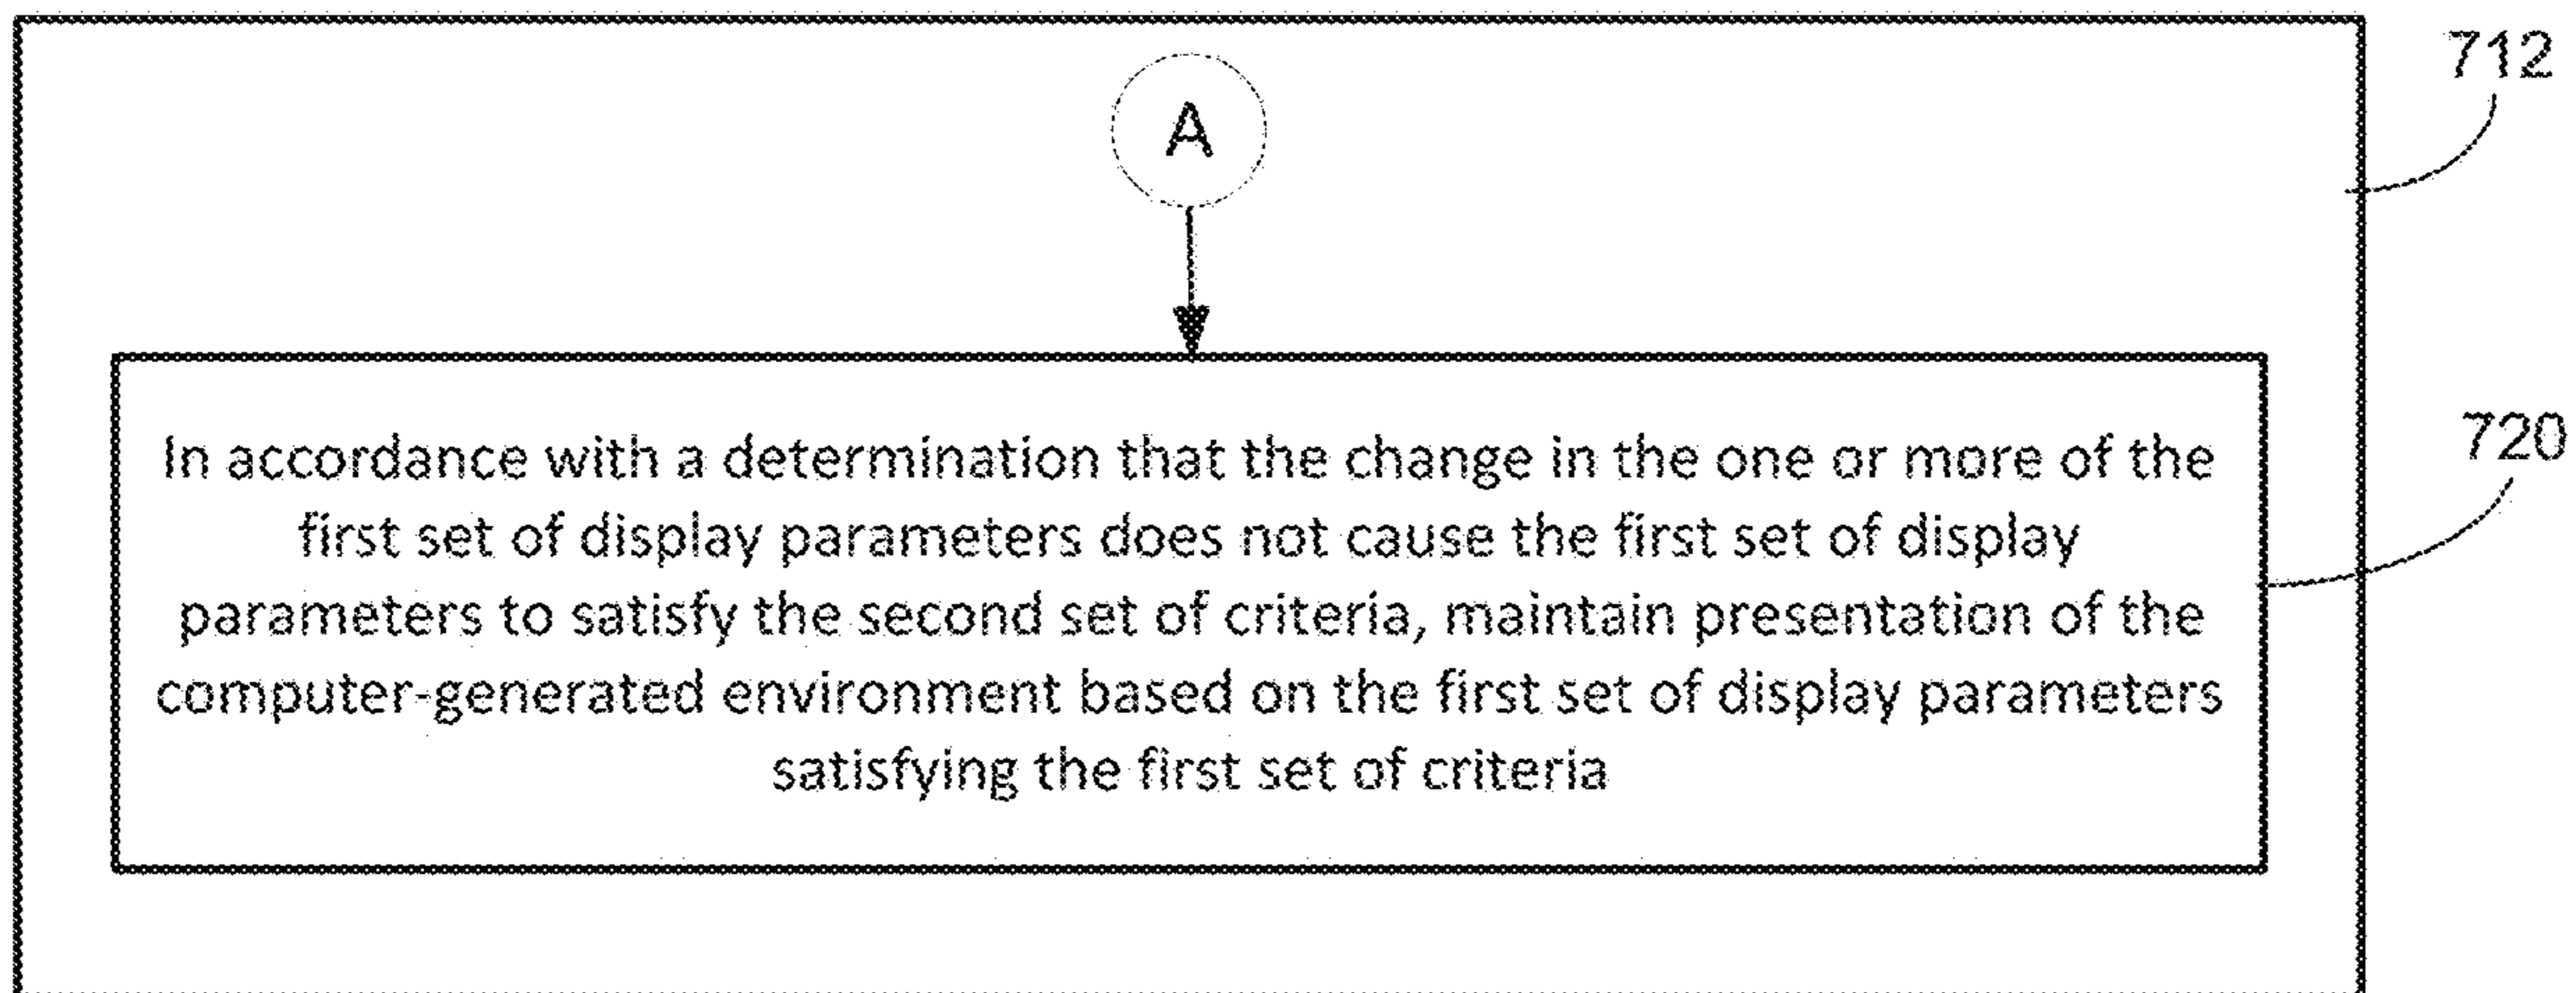 712
A
720
In accordance with a determination that the change in the one or more of the
first set of display parameters does not cause the first set of display
parameters to satisfy the second set of criteria, maintain presentation of the
computer-generated environment based on the first set of display parameters
satisfying the first set of criteria